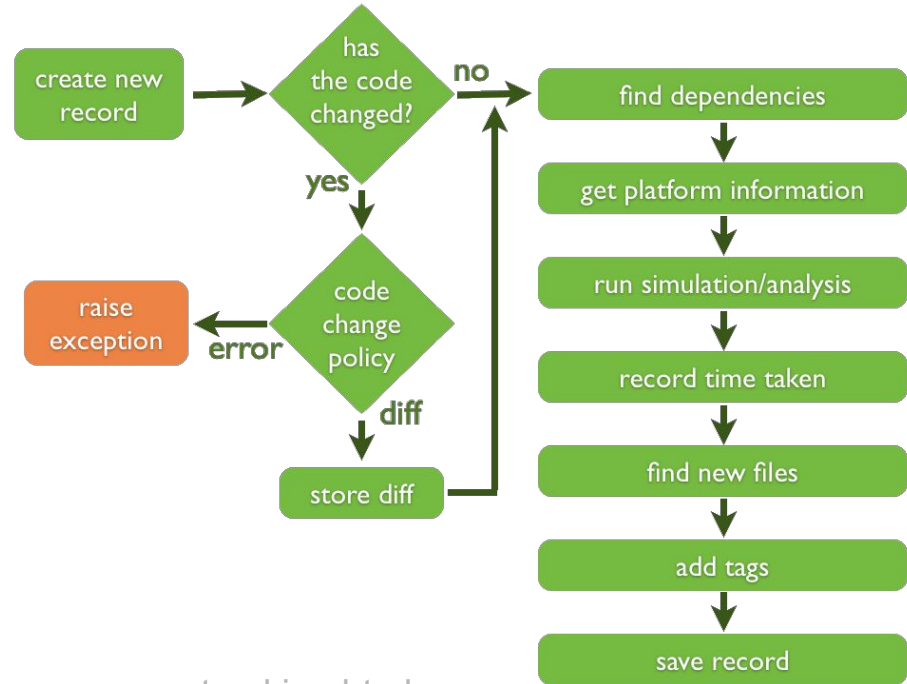 create new
record
has
the code
changed?
no
yes
code
change
policy
error
raise
exception
diff
store diff
find dependencies
get platform information
run simulation/analysis
record time taken
find new files
add tags
save record